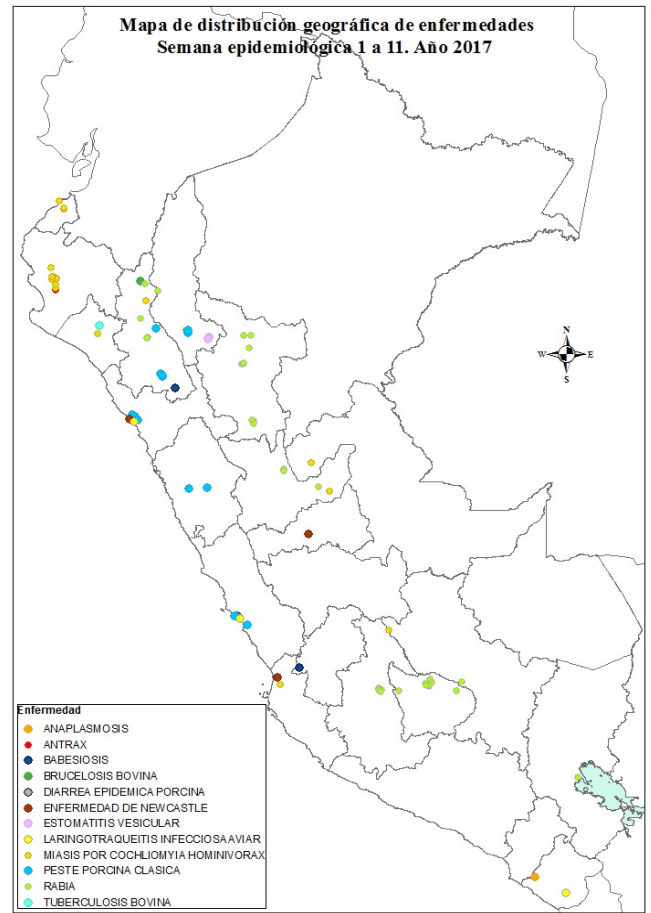 Mapa de distribución geográfica de enfermedades
Semana epidemiológica 1 a 11. Año 2017
N
W
E
S
Enfermedad
ANAPLASMOSIS
ANTRAX
BABESIOSIS
BRUCELOSIS BOVINA
DIARREA EPIDEMICA PORCINA
ENFERMEDAD DE NEWCASTLE
ESTOMATITIS VESICULAR
LARINGOTRAQUEITIS INFECCIOSA AVIAR
MIASIS POR COCHLIOMYIA HOMINIVORAX
PESTE PORCINA CLASICA
RABIA
TUBERCULOSIS BOVINA